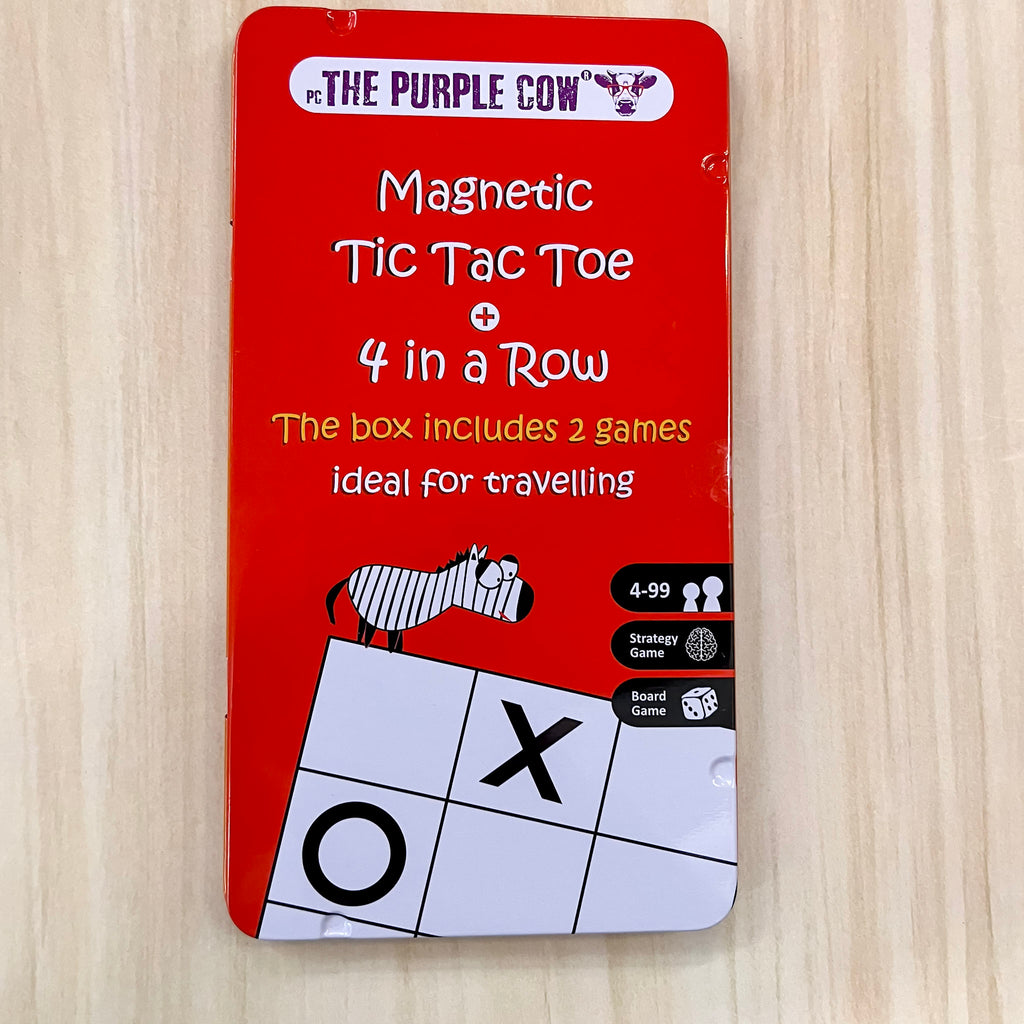 PC THE PURPLE COW®
Magnetic
Tic Tac Toe
+
4 in a Row
The box includes 2 games
ideal for travelling
4-99
Strategy
Game
Board
Game
X
O